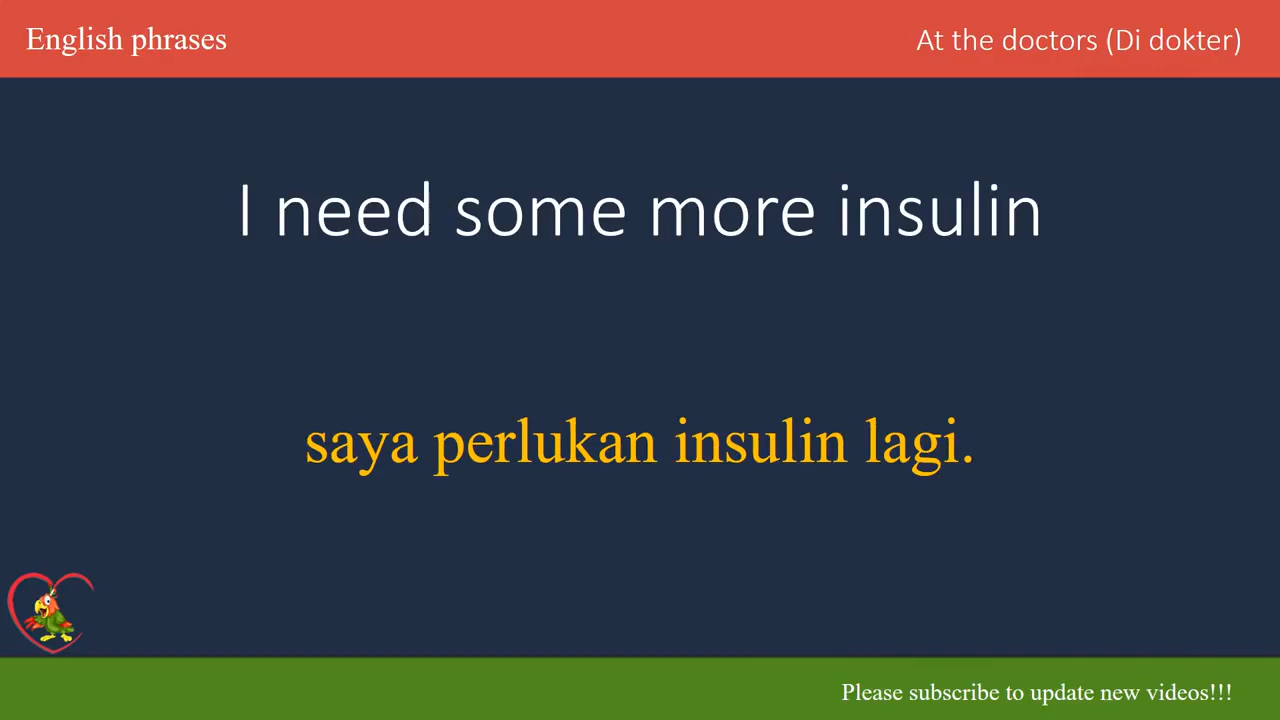 English phrases
At the doctors (Di dokter)
I need some more insulin
saya perlukan insulin lagi.
Please subscribe to update new videos!!!